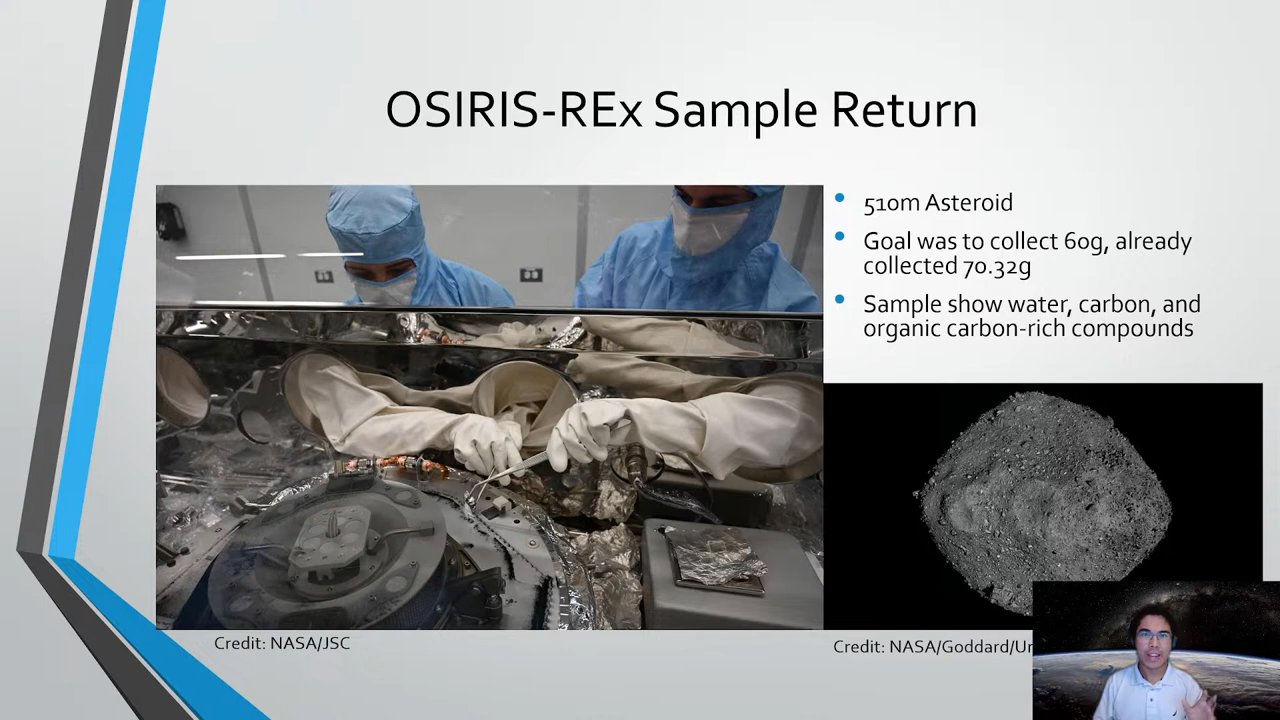 OSIRIS-REx Sample Return
510m Asteroid
Goal was to collect 60g, already
collected 70.32g
Sample show water, carbon, and
organic carbon-rich compounds
Credit: NASA/JSC
Credit: NASA/Goddard/